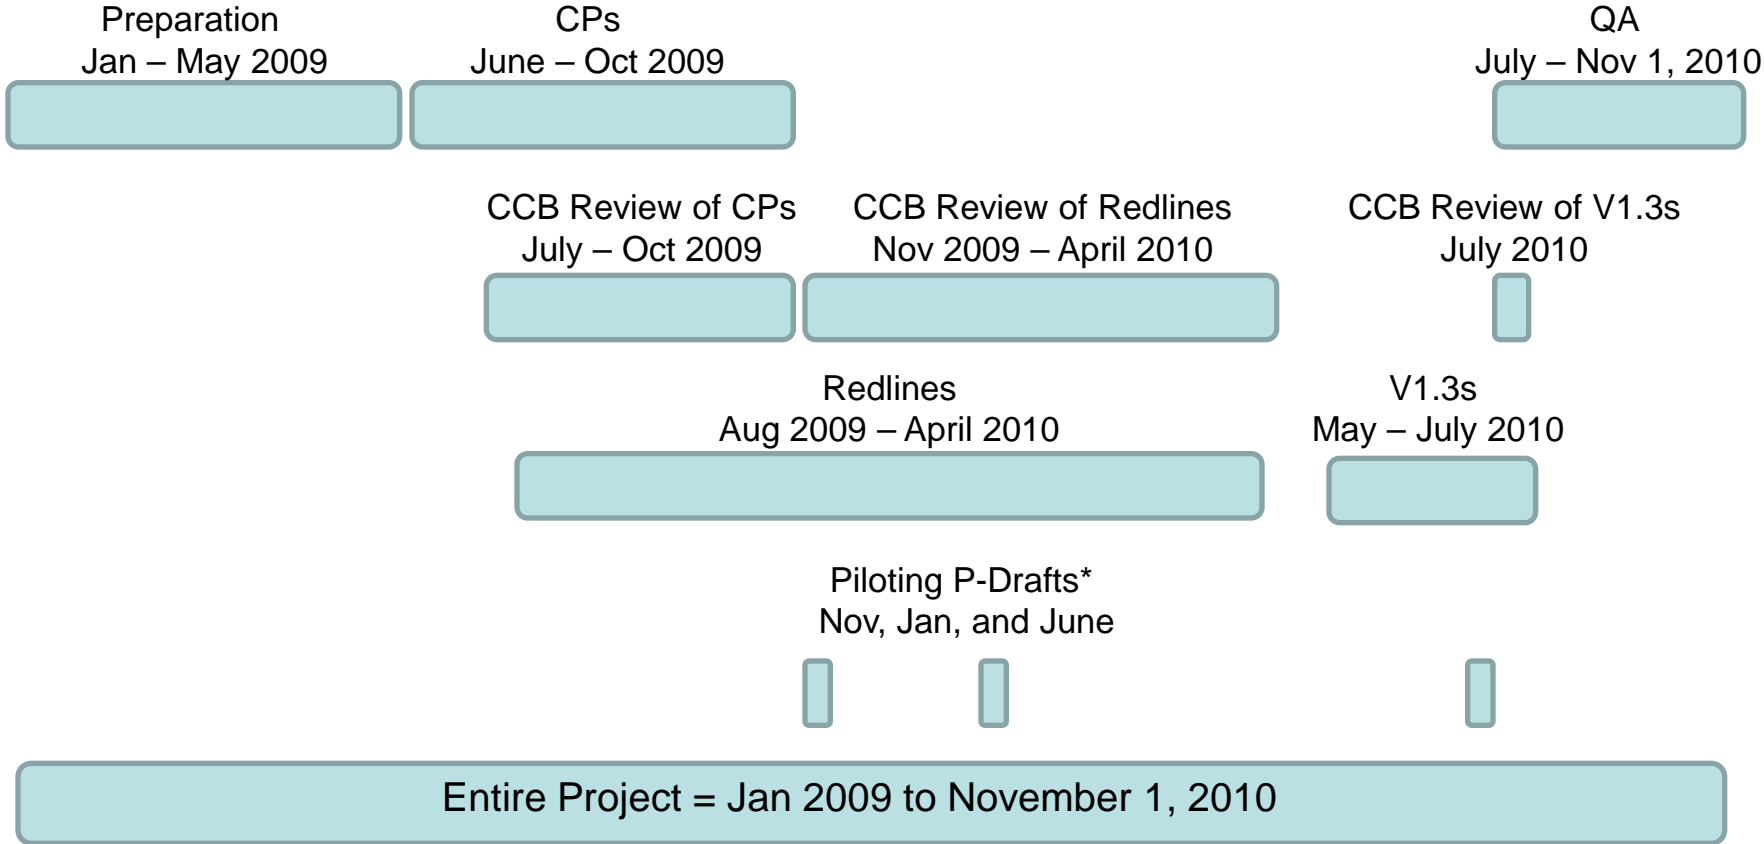 Preparation
Jan – May 2009
CPs
June – Oct 2009
QA
July – Nov 1, 2010
CCB Review of CPs
July – Oct 2009
CCB Review of Redlines
Nov 2009 – April 2010
CCB Review of V1.3s
July 2010
Redlines
Aug 2009 – April 2010
V1.3s
May – July 2010
Piloting P-Drafts*
Nov, Jan, and June
Entire Project = Jan 2009 to November 1, 2010